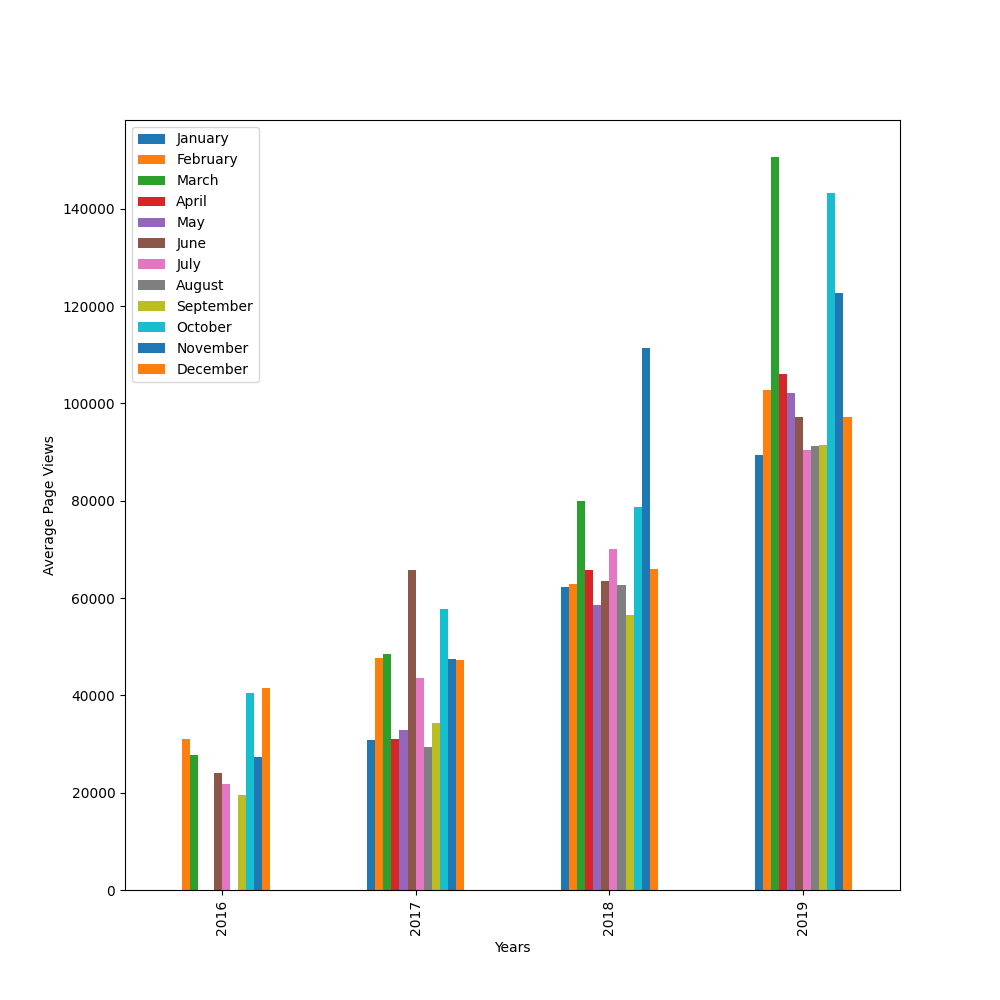 January
February
March
April
May
June
July
August
September
October
November
December
140000
120000
100000
80000
60000
40000
20000
0
Average Page Views
2016
2017
2018
2019
Years